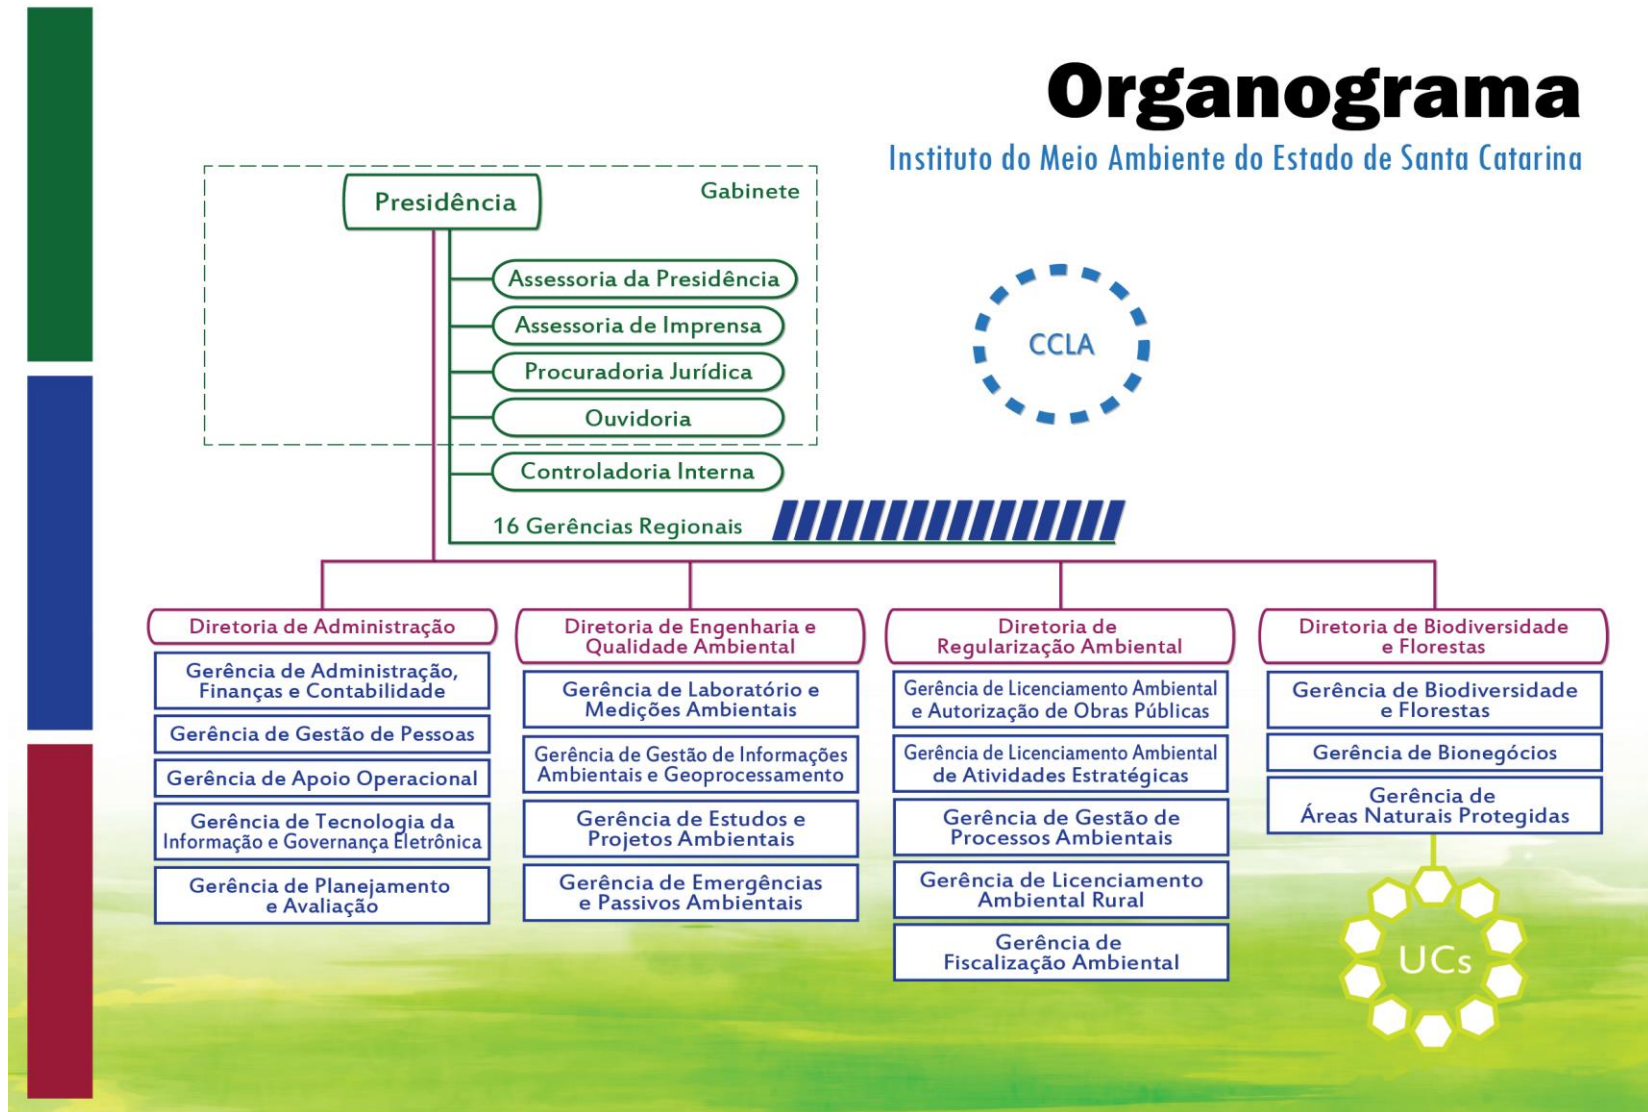 Organograma
Instituto do Meio Ambiente do Estado de Santa Catarina
Presidência
Gabinete
Assessoria da Presidência
Assessoria de Imprensa
Procuradoria Jurídica
Ouvidoria
Controladoria Interna
16 Gerências Regionais
CCLA
Diretoria de Administração
Gerência de Administração,
Finanças e Contabilidade
Gerência de Gestão de Pessoas
Gerência de Apoio Operacional
Gerência de Tecnologia da
Informação e Governança Eletrônica
Gerência de Planejamento
e Avaliação
Diretoria de Engenharia e
Qualidade Ambiental
Gerência de Laboratório e
Medições Ambientais
Gerência de Gestão de Informações
Ambientais e Geoprocessamento
Gerência de Estudos e
Projetos Ambientais
Gerência de Emergências
e Passivos Ambientais
Diretoria de
Regularização Ambiental
Gerência de Licenciamento Ambiental
e Autorização de Obras Públicas
Gerência de Licenciamento Ambiental
de Atividades Estratégicas
Gerência de Gestão de
Processos Ambientais
Gerência de Licenciamento
Ambiental Rural
Gerência de
Fiscalização Ambiental
Diretoria de Biodiversidade
e Florestas
Gerência de Biodiversidade
e Florestas
Gerência de Bionegócios
Gerência de
Áreas Naturais Protegidas
UCs